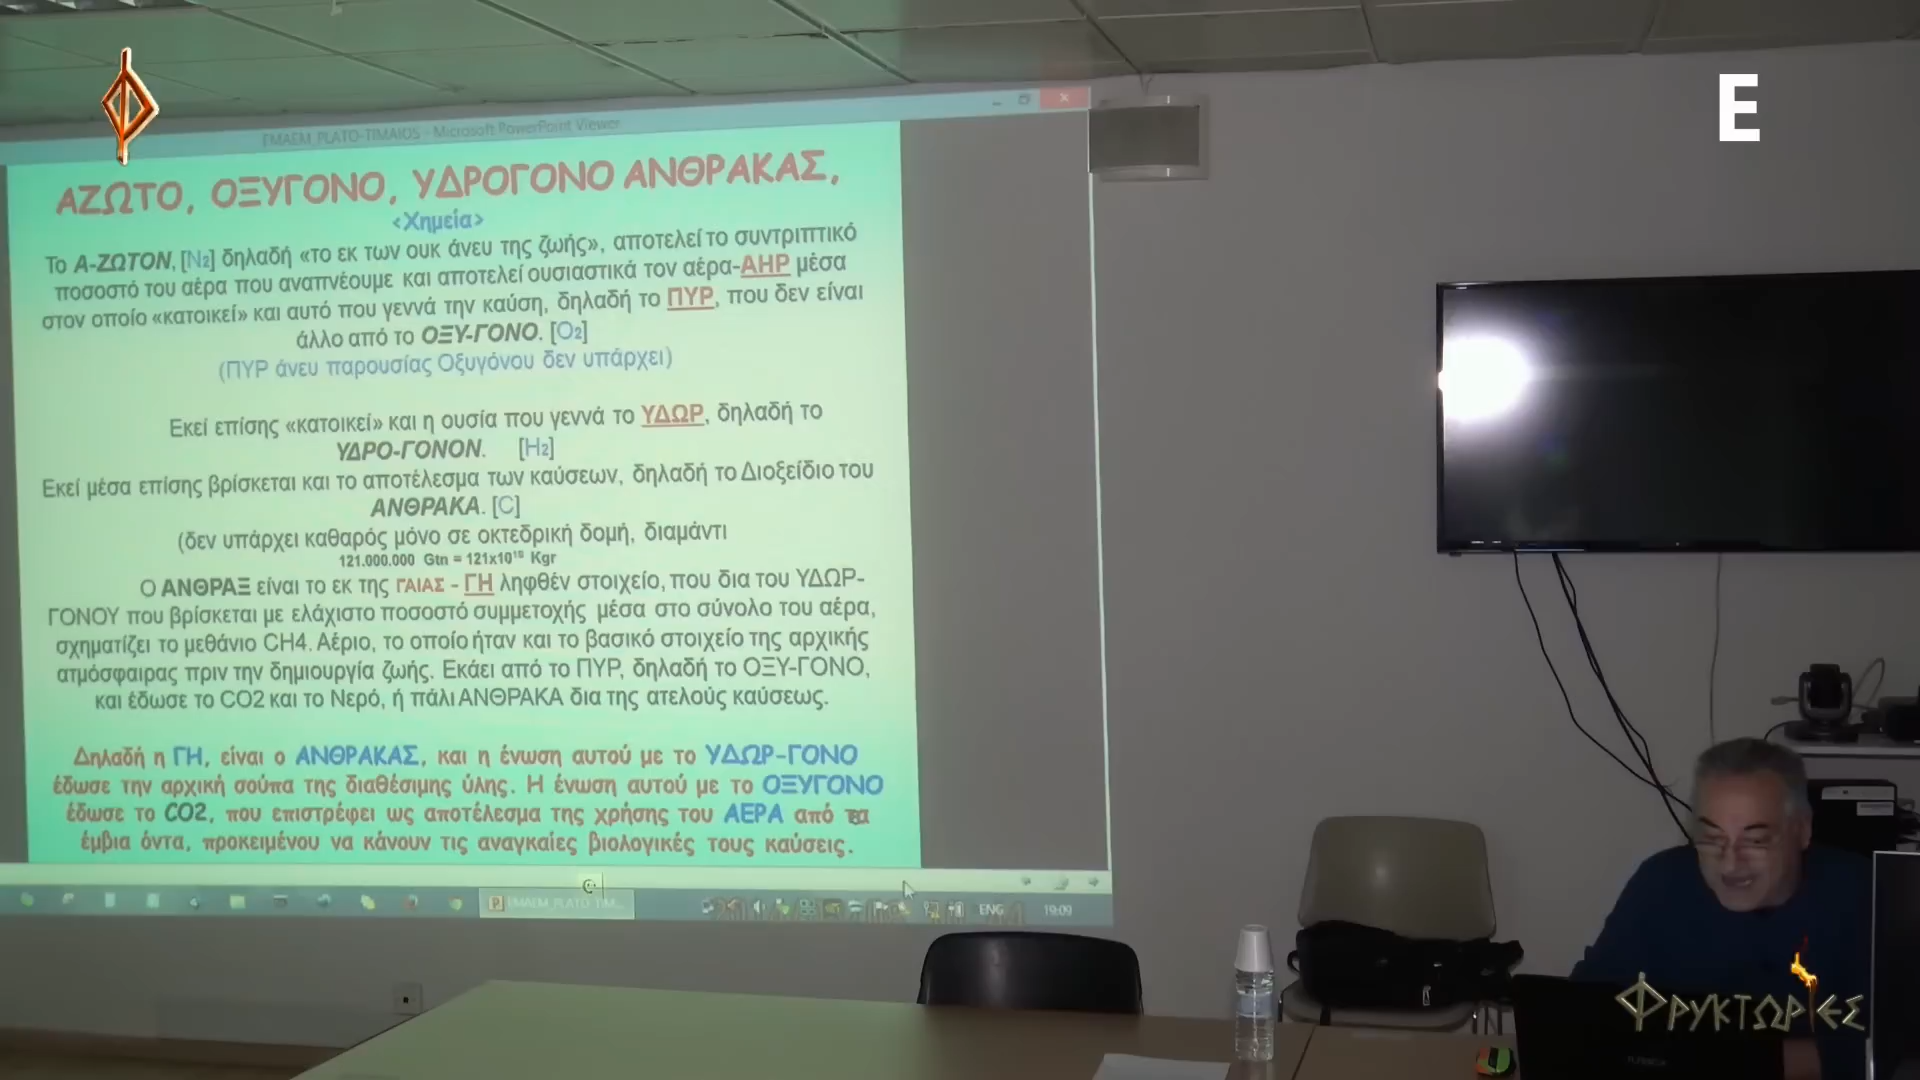 E
EMAEM_PLATO-TIMAIOS - Microsoft PowerPoint Viewer
ΑΖΩΤΟ, ΟΞΥΓΟΝΟ, ΥΔΡΟΓΟΝΟ ΑΝΘΡΑΚΑΣ,
<Χημεία>
Το Α-ΖΩΤΟΝ, [N2] δηλαδή «το εκ των ουκ άνευ της ζωής», αποτελεί το συντριπτικό
ποσοστό του αέρα που αναπνέουμε και αποτελεί ουσιαστικά τον αέρα-ΑΗΡ μέσα
στον οποίο «κατοικεί» και αυτό που γεννά την καύση, δηλαδή το ΠΥΡ, που δεν είναι
άλλο από το ΟΞΥ-ΓΟΝΟ. [O2]
(ΠΥΡ άνευ παρουσίας Οξυγόνου δεν υπάρχει)
Εκεί επίσης «κατοικεί» και η ουσία που γεννά το ΥΔΩΡ, δηλαδή το
ΥΔΡΟ-ΓΟΝΟΝ. [H2]
Εκεί μέσα επίσης βρίσκεται και το αποτέλεσμα των καύσεων, δηλαδή το Διοξείδιο του
ΑΝΘΡΑΚΑ. [C]
(δεν υπάρχει καθαρός μόνο σε οκτεδρική δομή, διαμάντι
121.000.000 Gtn = 121x10¹⁸ Kgr
Ο ΑΝΘΡΑΞ είναι το εκ της ΓΑΙΑΣ - ΓΗ ληφθέν στοιχείο, που δια του ΥΔΩΡ-
ΓΟΝΟΥ που βρίσκεται με ελάχιστο ποσοστό συμμετοχής μέσα στο σύνολο του αέρα,
σχηματίζει το μεθάνιο CH4. Αέριο, το οποίο ήταν και το βασικό στοιχείο της αρχικής
ατμόσφαιρας πριν την δημιουργία ζωής. Εκάει από το ΠΥΡ, δηλαδή το ΟΞΥ-ΓΟΝΟ,
και έδωσε το CO2 και το Νερό, ή πάλι ΑΝΘΡΑΚΑ δια της ατελούς καύσεως.
Δηλαδή η ΓΗ, είναι ο ΑΝΘΡΑΚΑΣ, και η ένωση αυτού με το ΥΔΩΡ-ΓΟΝΟ
έδωσε την αρχική σούπα της διαθέσιμης ύλης. Η ένωση αυτού με το ΟΞΥΓΟΝΟ
έδωσε το CO2, που επιστρέφει ως αποτέλεσμα της χρήσης του ΑΕΡΑ από τα
έμβια όντα, προκειμένου να κάνουν τις αναγκαίες βιολογικές τους καύσεις.
EMAEM_PLATO_TIM... ENG 19:09
ΦΡΥΚΤΩΡΙΕΣ